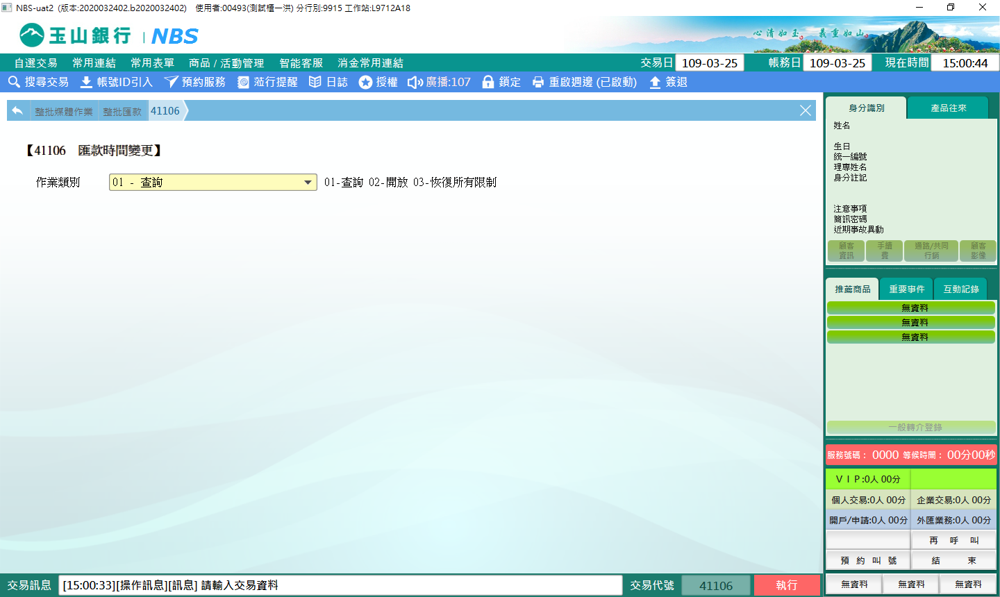 NBS-uat2 (版本:2020032402.b2020032402) 使用者:00493(測試櫃一洪) 分行別:9915 工作站:L9712A18
玉山銀行 | NBS
心清如玉 義重如山
自選交易 常用連結 常用表單 商品 / 活動管理 智能客服 消金常用連結 交易日 109-03-25 帳務日 109-03-25 現在時間 15:00:44
搜尋交易 帳號ID引入 預約服務 蒞行提醒 日誌 授權 廣播:107 鎖定 重啟週邊 (已啟動) 簽退
整批媒體作業 整批匯款 41106
【41106 匯款時間變更】
作業類別 01 - 查詢 01-查詢 02-開放 03-恢復所有限制
身分識別 產品往來
姓名
生日
統一編號
理專姓名
身分註記
注意事項
簡訊密碼
近期事故異動
顧客資訊 手續費 通路/共同行銷 顧客影像
推薦商品 重要事件 互動記錄
無資料
無資料
無資料
一般轉介登錄
服務號碼： 0000 等候時間： 00分00秒
ＶＩＰ:0人 00分
個人交易:0人 00分 企業交易:0人 00分
開戶/申請:0人 00分 外匯業務:0人 00分
再 呼 叫
預 約 叫 號 結 束
無資料 無資料 無資料
交易訊息 [15:00:33][操作訊息][訊息] 請輸入交易資料 交易代號 41106 執行